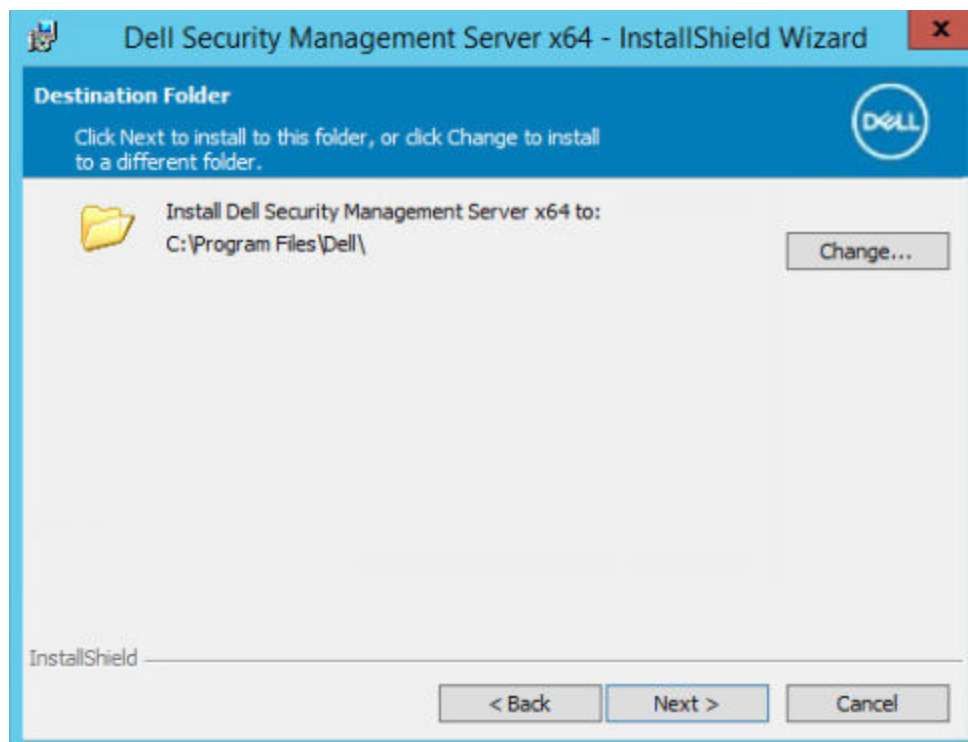 Dell Security Management Server x64 - InstallShield Wizard
x
Destination Folder
Click Next to install to this folder, or click Change to install
to a different folder.
DELL
Install Dell Security Management Server x64 to:
C:\Program Files\Dell\
Change...
InstallShield
< Back
Next >
Cancel